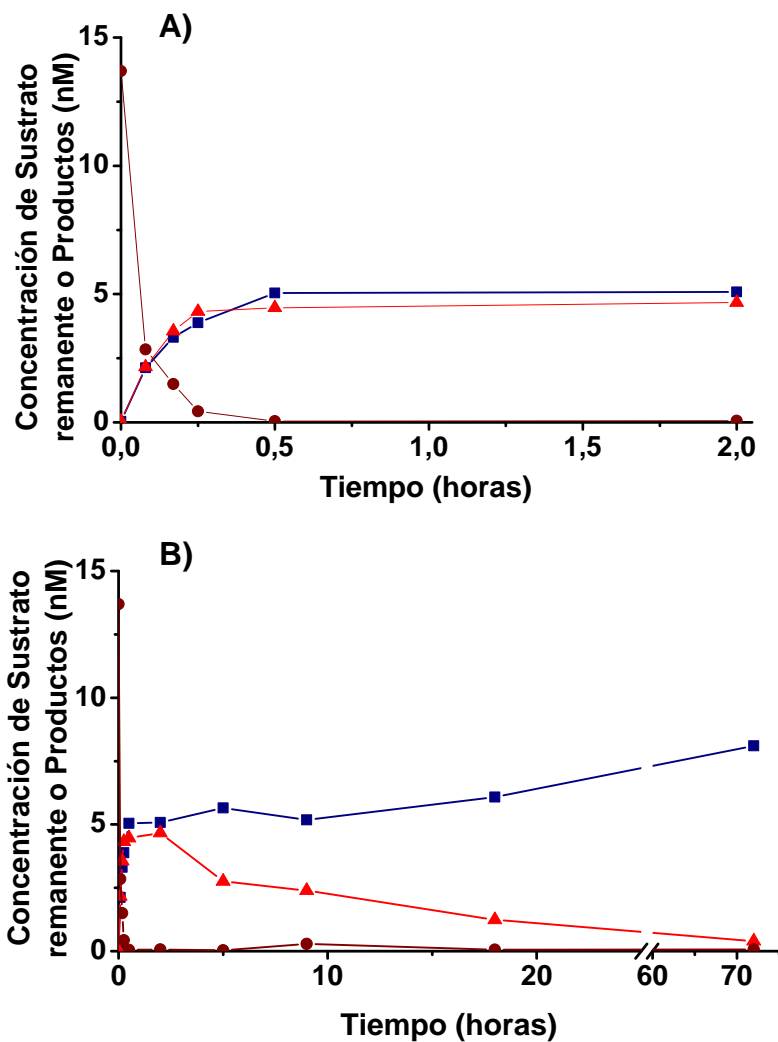 A)
Concentración de Sustrato
remanente o Productos (nM)
15
10
5
0
0,0
0,5
1,0
1,5
2,0
Tiempo (horas)
B)
Concentración de Sustrato
remanente o Productos (nM)
15
10
5
0
0
10
20
60
70
Tiempo (horas)